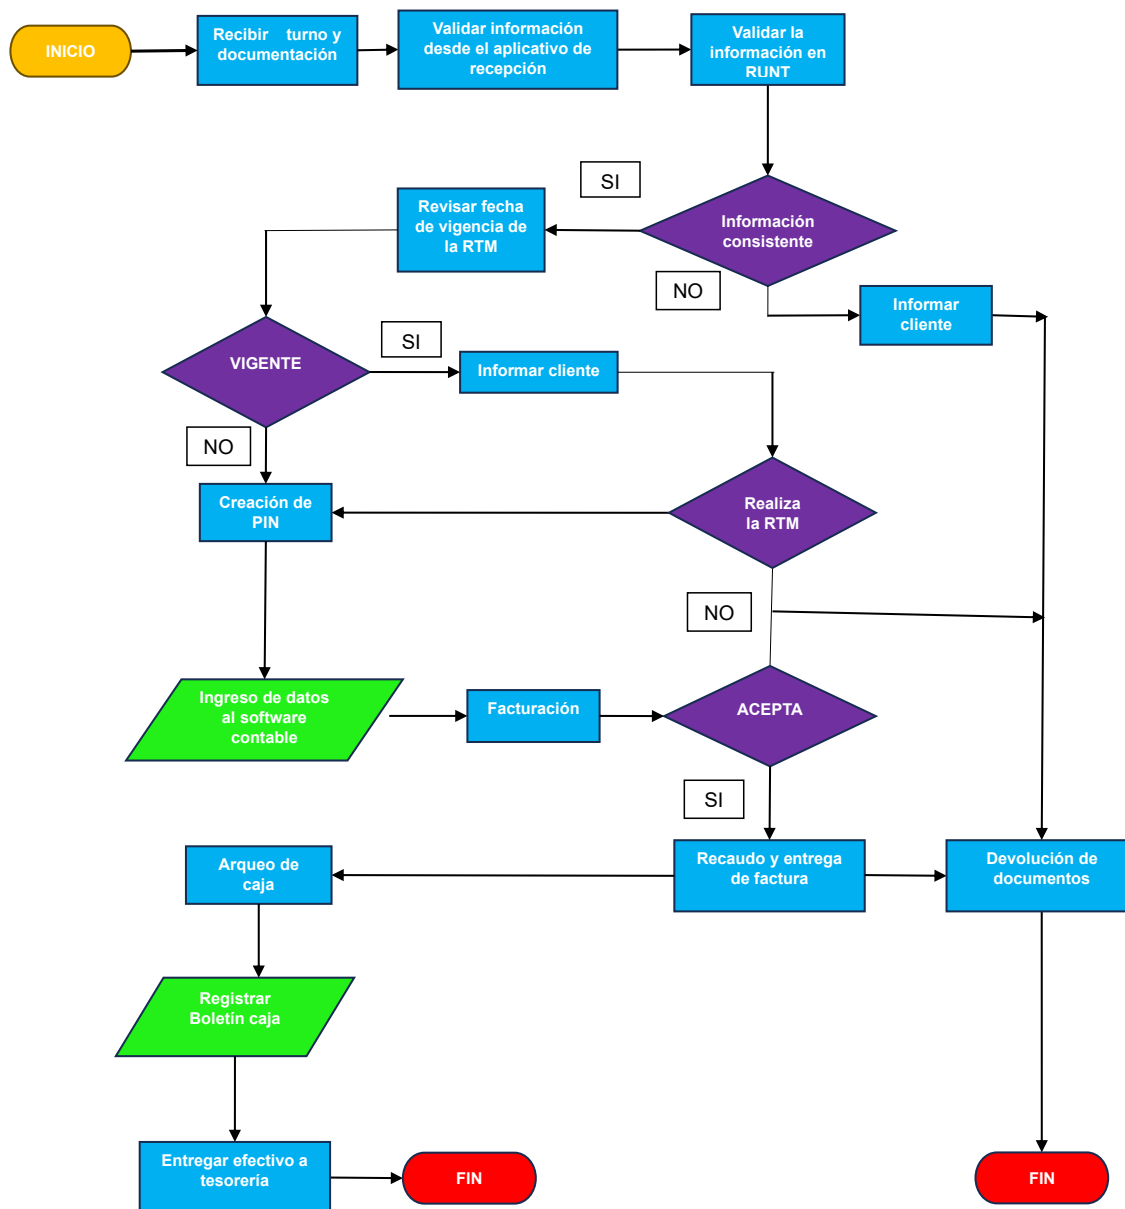 INICIO
Recibir turno y
documentación
Validar información
desde el aplicativo de
recepción
Validar la
información en
RUNT
SI
Información
consistente
Revisar fecha
de vigencia de
la RTM
NO
Informar
cliente
VIGENTE
SI
Informar cliente
NO
Creación de
PIN
Realiza
la RTM
NO
Ingreso de datos
al software
contable
Facturación
ACEPTA
SI
Arqueo de
caja
Recaudo y entrega
de factura
Devolución de
documentos
Registrar
Boletín caja
Entregar efectivo a
tesorería
FIN
FIN